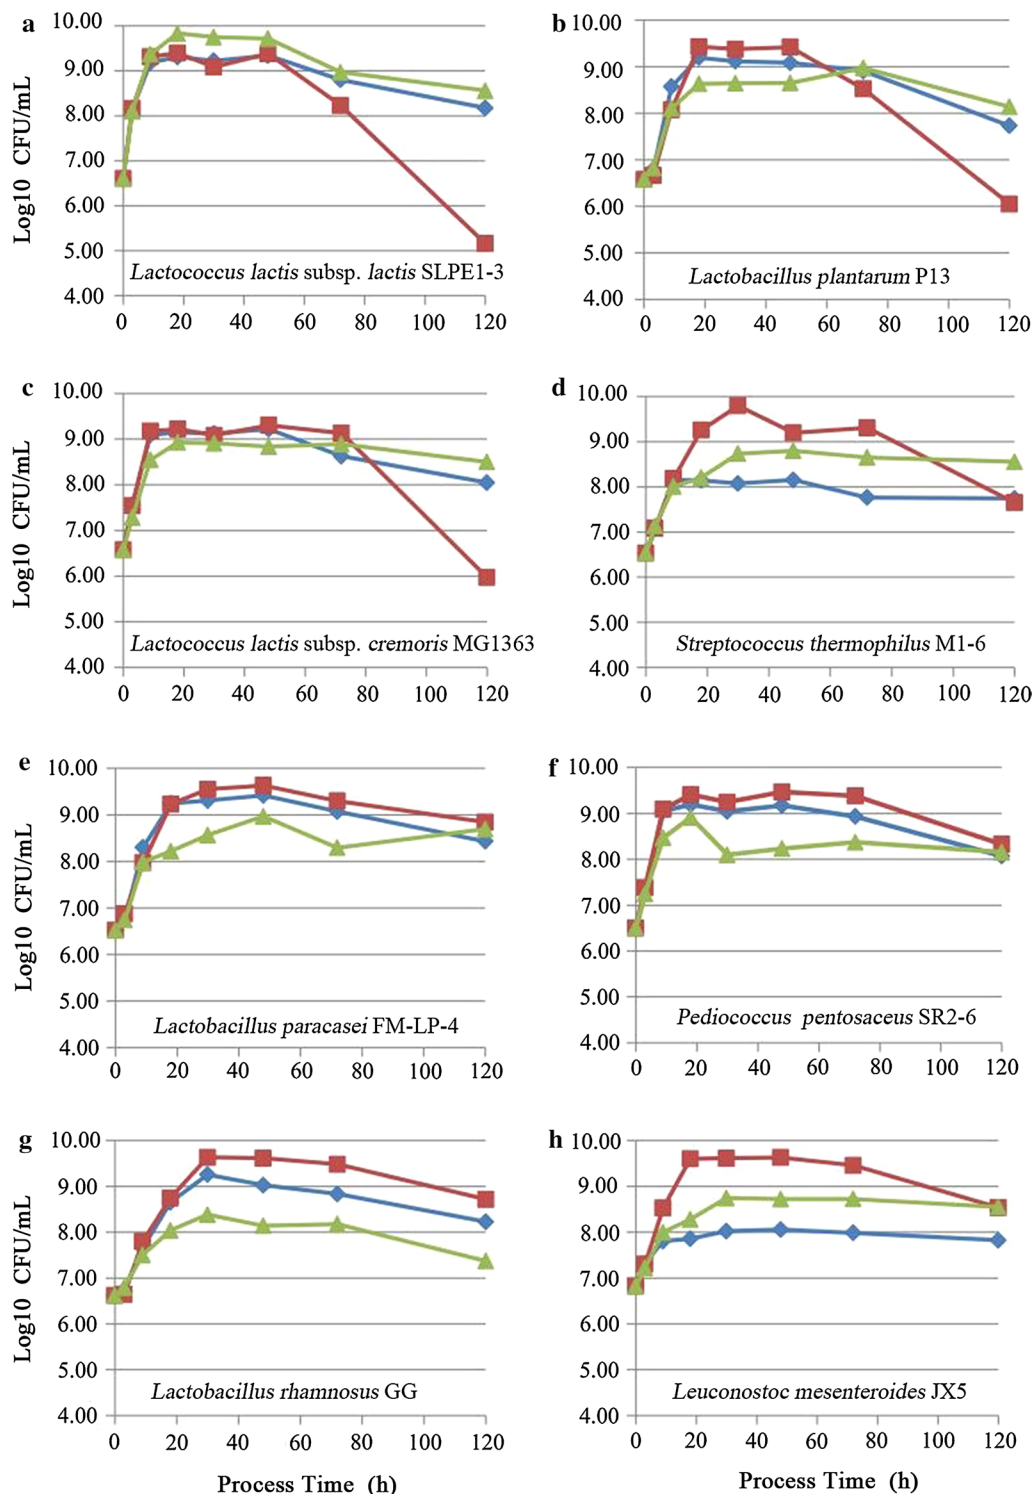 a
10.00
9.00
8.00
7.00
6.00
5.00
4.00
Log10 CFU/mL
Lactococcus lactis subsp. lactis SLPE1-3
0 20 40 60 80 100 120
b
10.00
9.00
8.00
7.00
6.00
5.00
4.00
Lactobacillus plantarum P13
0 20 40 60 80 100 120
c
10.00
9.00
8.00
7.00
6.00
5.00
4.00
Log10 CFU/mL
Lactococcus lactis subsp. cremoris MG1363
0 20 40 60 80 100 120
d
10.00
9.00
8.00
7.00
6.00
5.00
4.00
Streptococcus thermophilus M1-6
0 20 40 60 80 100 120
e
10.00
9.00
8.00
7.00
6.00
5.00
4.00
Log10 CFU/mL
Lactobacillus paracasei FM-LP-4
0 20 40 60 80 100 120
f
10.00
9.00
8.00
7.00
6.00
5.00
4.00
Pediococcus pentosaceus SR2-6
0 20 40 60 80 100 120
g
10.00
9.00
8.00
7.00
6.00
5.00
4.00
Log10 CFU/mL
Lactobacillus rhamnosus GG
0 20 40 60 80 100 120
Process Time (h)
h
10.00
9.00
8.00
7.00
6.00
5.00
4.00
Leuconostoc mesenteroides JX5
0 20 40 60 80 100 120
Process Time (h)